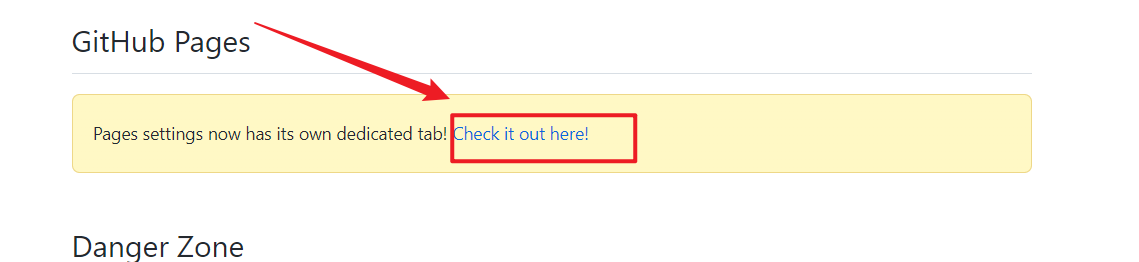 GitHub Pages
Pages settings now has its own dedicated tab! Check it out here!
Danger Zone